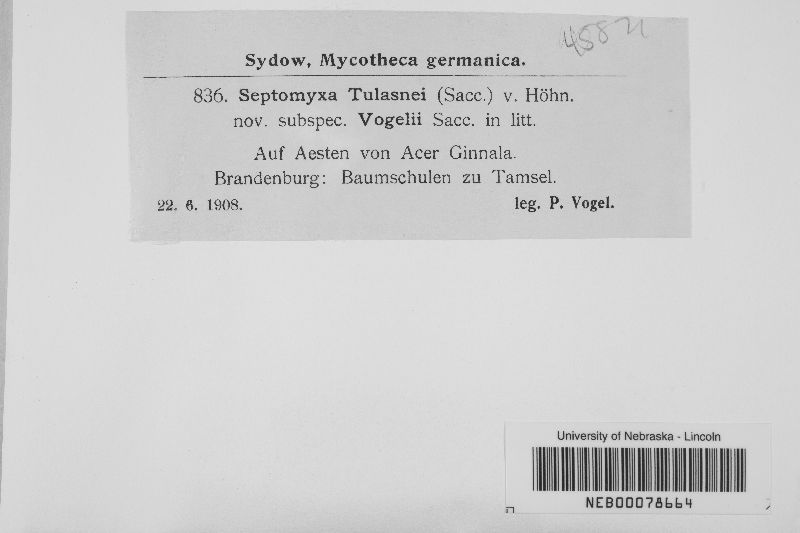 Sydow, Mycotheca germanica.
836. Septomyxa Tulasnei (Sacc.) v. Höhn.
nov. subspec. Vogelii Sacc. in litt.
Auf Aesten von Acer Ginnala.
Brandenburg: Baumschulen zu Tamsel.
22. 6. 1908. leg. P. Vogel.
University of Nebraska - Lincoln
NEB00078664